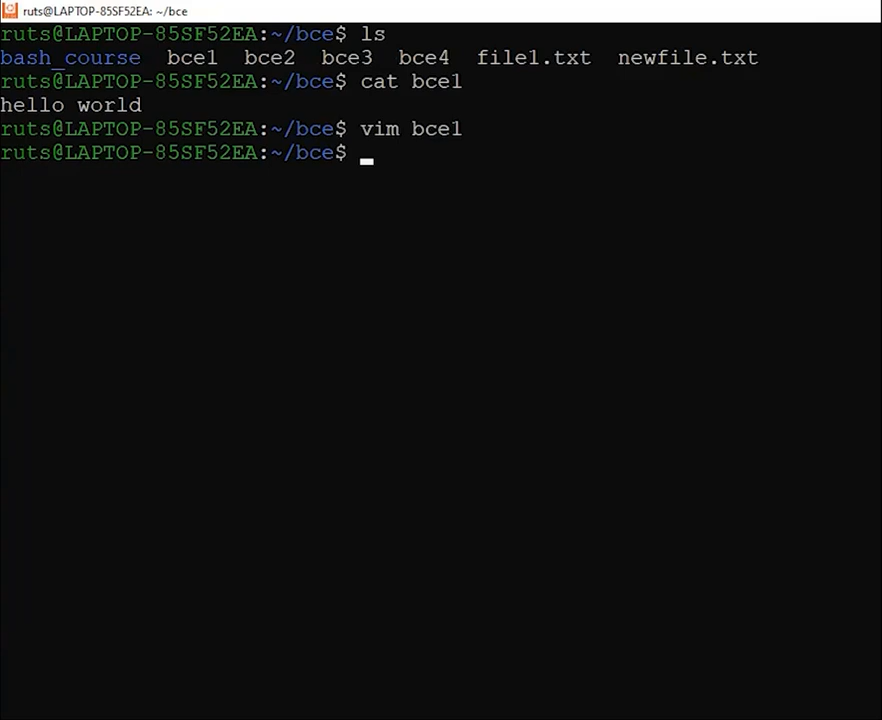 ruts@LAPTOP-85SF52EA: ~/bce
ruts@LAPTOP-85SF52EA:~/bce$ ls
bash_course  bce1  bce2  bce3  bce4  file1.txt  newfile.txt
ruts@LAPTOP-85SF52EA:~/bce$ cat bce1
hello world
ruts@LAPTOP-85SF52EA:~/bce$ vim bce1
ruts@LAPTOP-85SF52EA:~/bce$